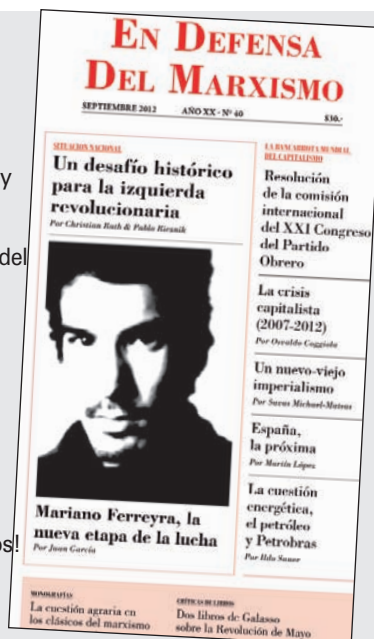 y
del
os!
EN DEFENSA
DEL MARXISMO
SEPTIEMBRE 2012 AÑO XX - Nº 40 $30.-
SITUACION NACIONAL
Un desafío histórico
para la izquierda
revolucionaria
Por Christian Rath & Pablo Rieznik
Mariano Ferreyra, la
nueva etapa de la lucha
Por Juan García
LA BANCARROTA MUNDIAL
DEL CAPITALISMO
Resolución
de la comisión
internacional
del XXI Congreso
del Partido
Obrero
La crisis
capitalista
(2007-2012)
Por Osvaldo Coggiola
Un nuevo-viejo
imperialismo
Por Savas Michael-Matsas
España,
la próxima
Por Martín López
La cuestión
energética,
el petróleo
y Petrobras
Por Ildo Sauer
MONOGRAFIAS
La cuestión agraria en
los clásicos del marxismo
CRÍTICAS DE LIBROS
Dos libros de Galasso
sobre la Revolución de Mayo